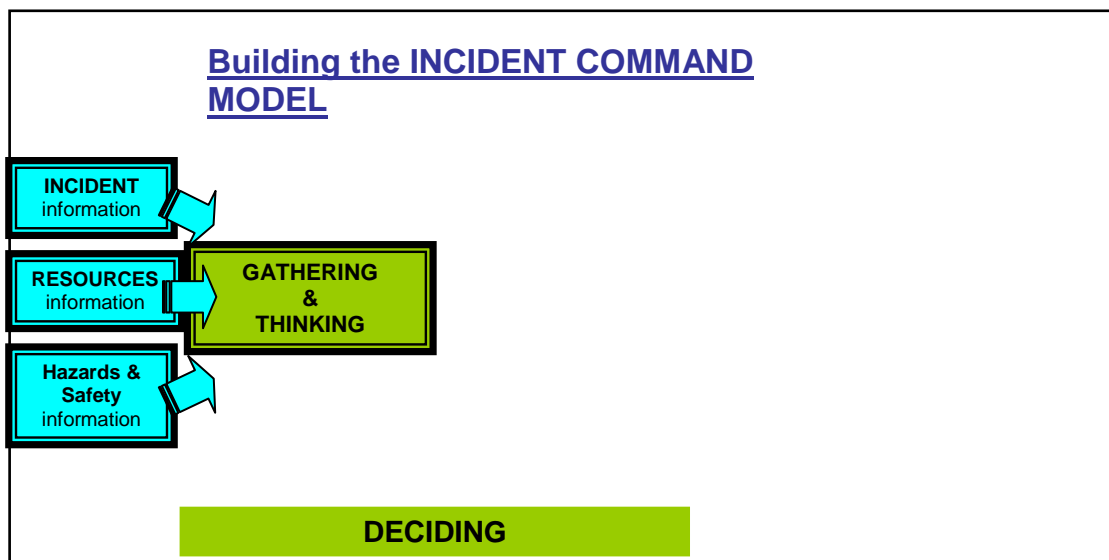 Building the INCIDENT COMMAND
MODEL
INCIDENT
information
RESOURCES
information
Hazards &
Safety
information
GATHERING
&
THINKING
DECIDING